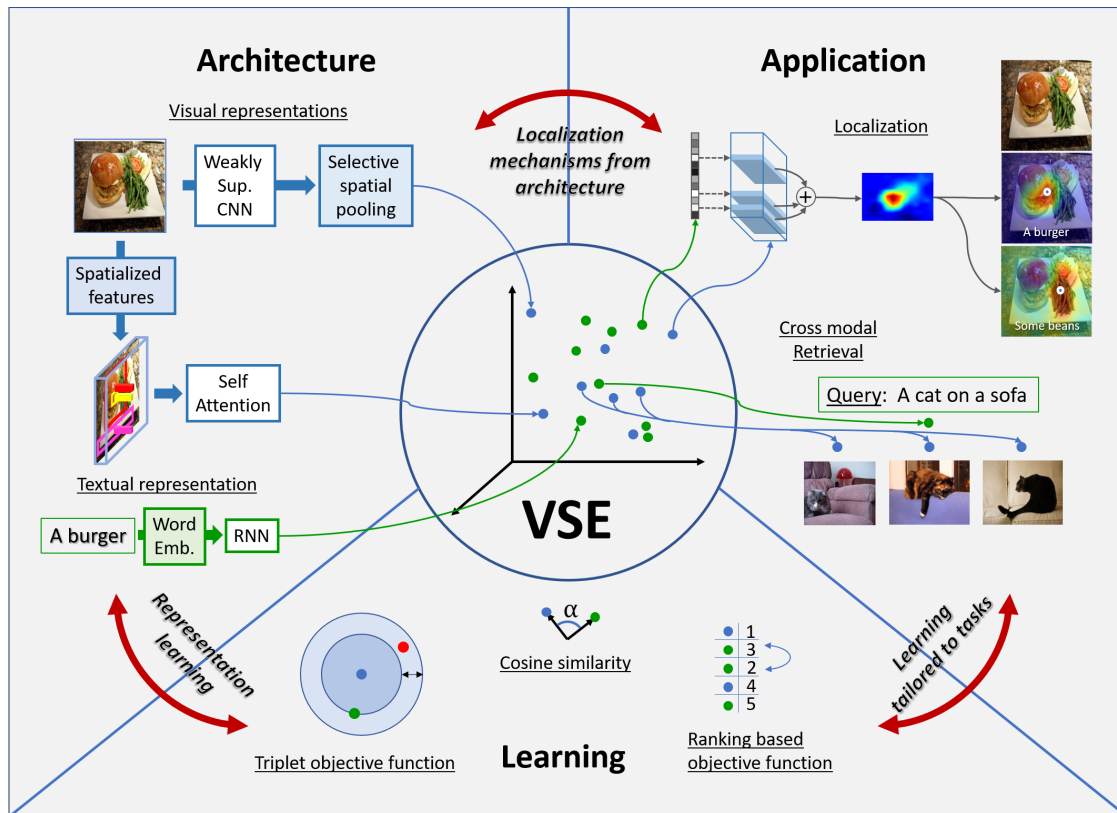 Architecture
Application
Visual representations
Weakly
Sup.
CNN
Selective
spatial
pooling
Spatialized
features
Self
Attention
Textual representation
A burger
Word
Emb.
RNN
Localization
mechanisms from
architecture
Localization
+
A burger
Some beans
Cross modal
Retrieval
Query: A cat on a sofa
VSE
Representation
learning
Learning
tailored to tasks
α
Cosine similarity
Triplet objective function
1
3
2
4
5
Ranking based
objective function
Learning